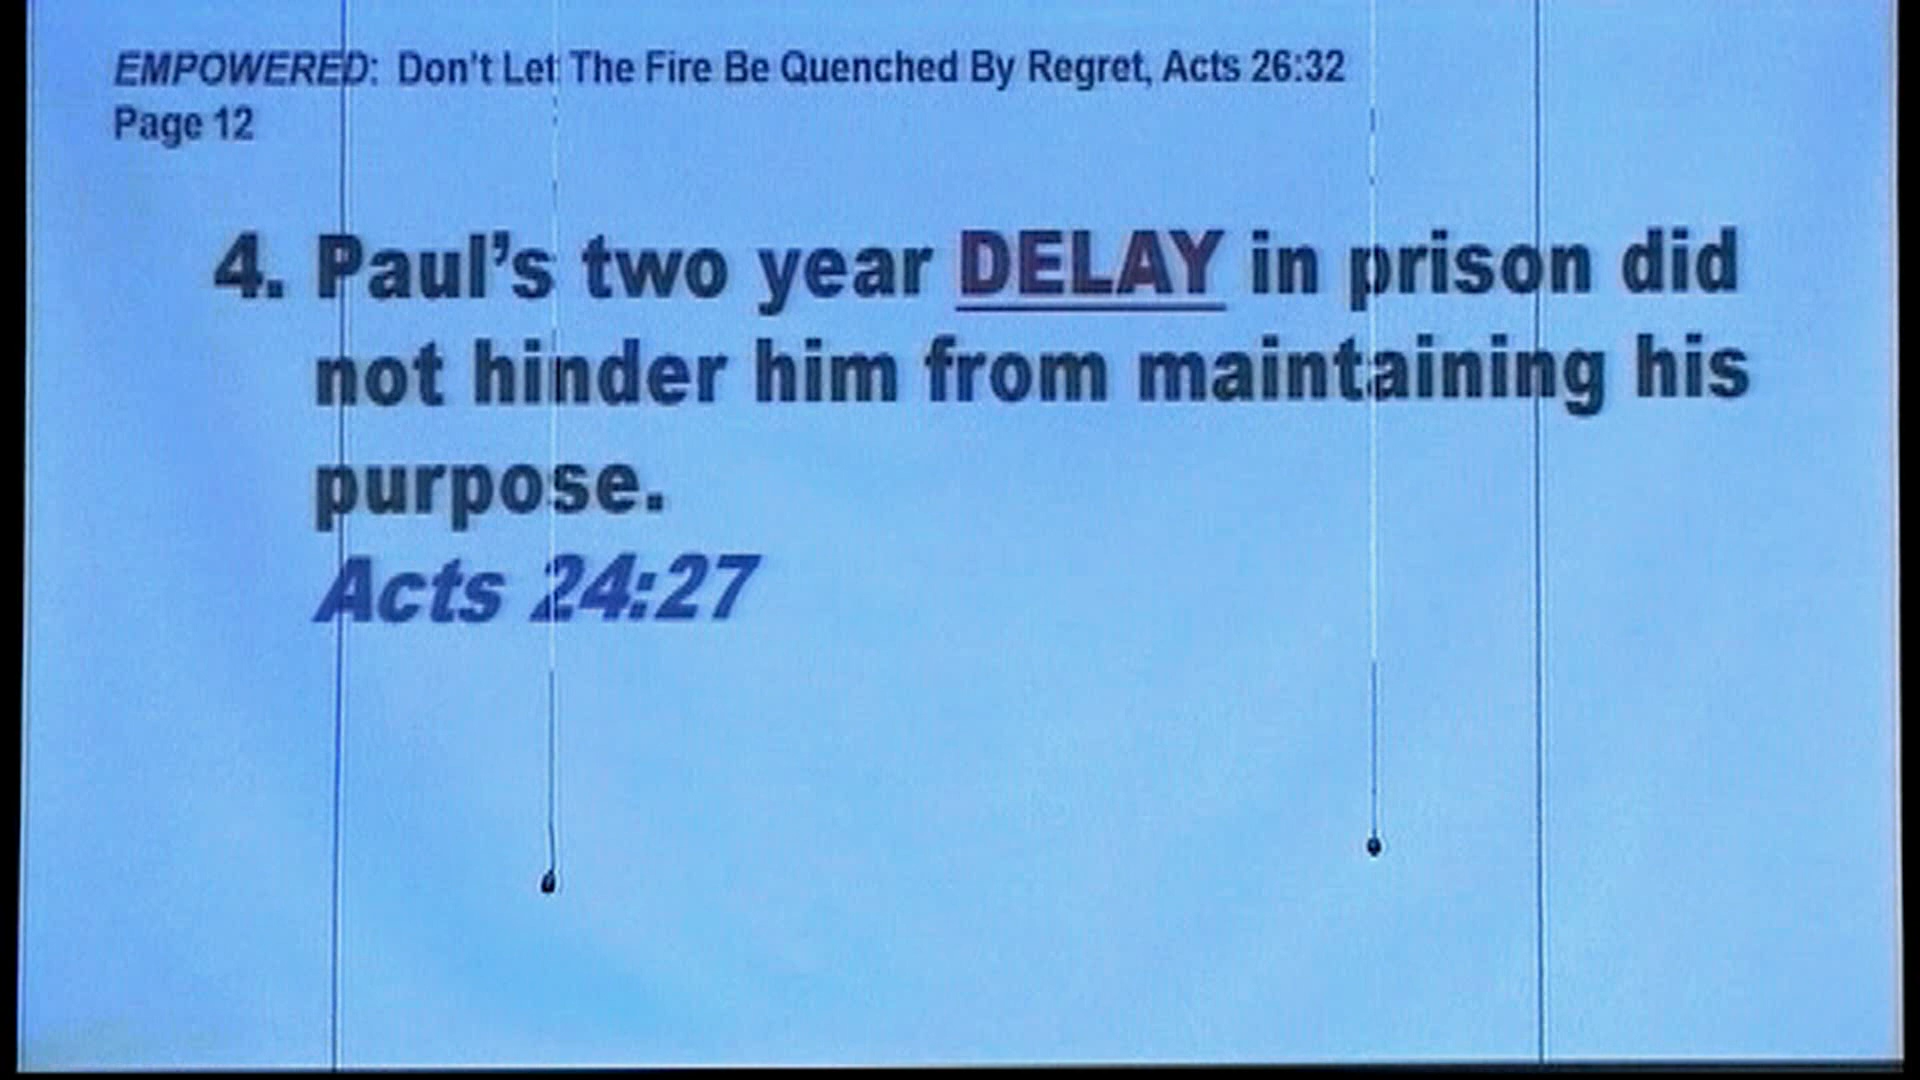 EMPOWERED: Don't Let The Fire Be Quenched By Regret, Acts 26:32
Page 12
4. Paul's two year DELAY in prison did
not hinder him from maintaining his
purpose.
Acts 24:27